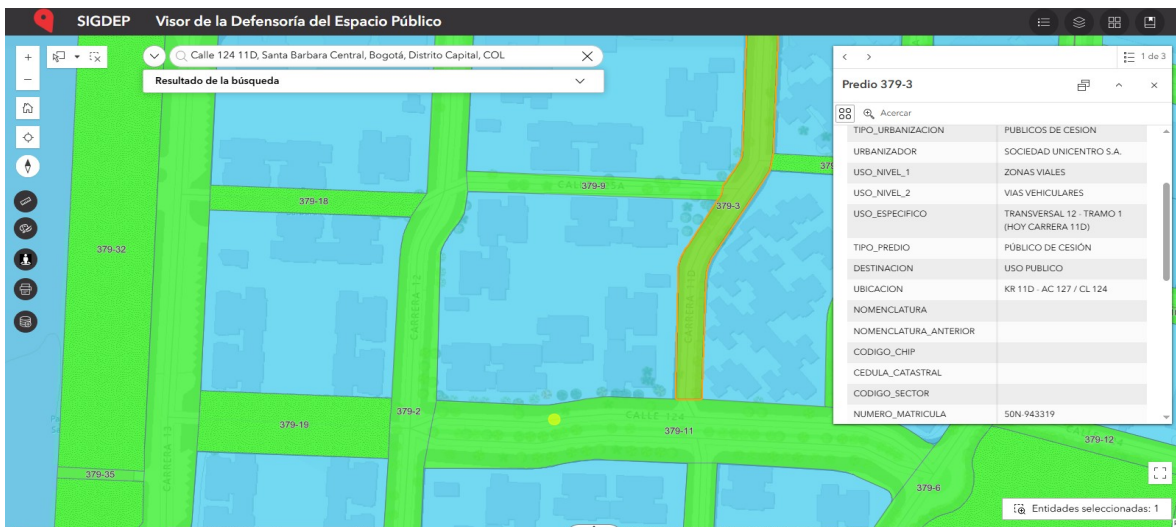 SIGDEP Visor de la Defensoría del Espacio Público
Calle 124 11D, Santa Barbara Central, Bogotá, Distrito Capital, COL
Resultado de la búsqueda
1 de 3
Predio 379-3
Acercar
TIPO_URBANIZACION PUBLICOS DE CESION
URBANIZADOR SOCIEDAD UNICENTRO S.A.
USO_NIVEL_1 ZONAS VIALES
USO_NIVEL_2 VIAS VEHICULARES
USO_ESPECIFICO TRANSVERSAL 12 - TRAMO 1
(HOY CARRERA 11D)
TIPO_PREDIO PÚBLICO DE CESIÓN
DESTINACION USO PUBLICO
UBICACION KR 11D - AC 127 / CL 124
NOMENCLATURA
NOMENCLATURA_ANTERIOR
CODIGO_CHIP
CEDULA_CATASTRAL
CODIGO_SECTOR
NUMERO_MATRICULA 50N-943319
379-9
379-18
379-3
379-32
CARRERA 12
CARRERA 11D
379-2
CALLE 124
379-19
379-11
379-12
CARRERA 13
379-35
379-6
Entidades seleccionadas: 1